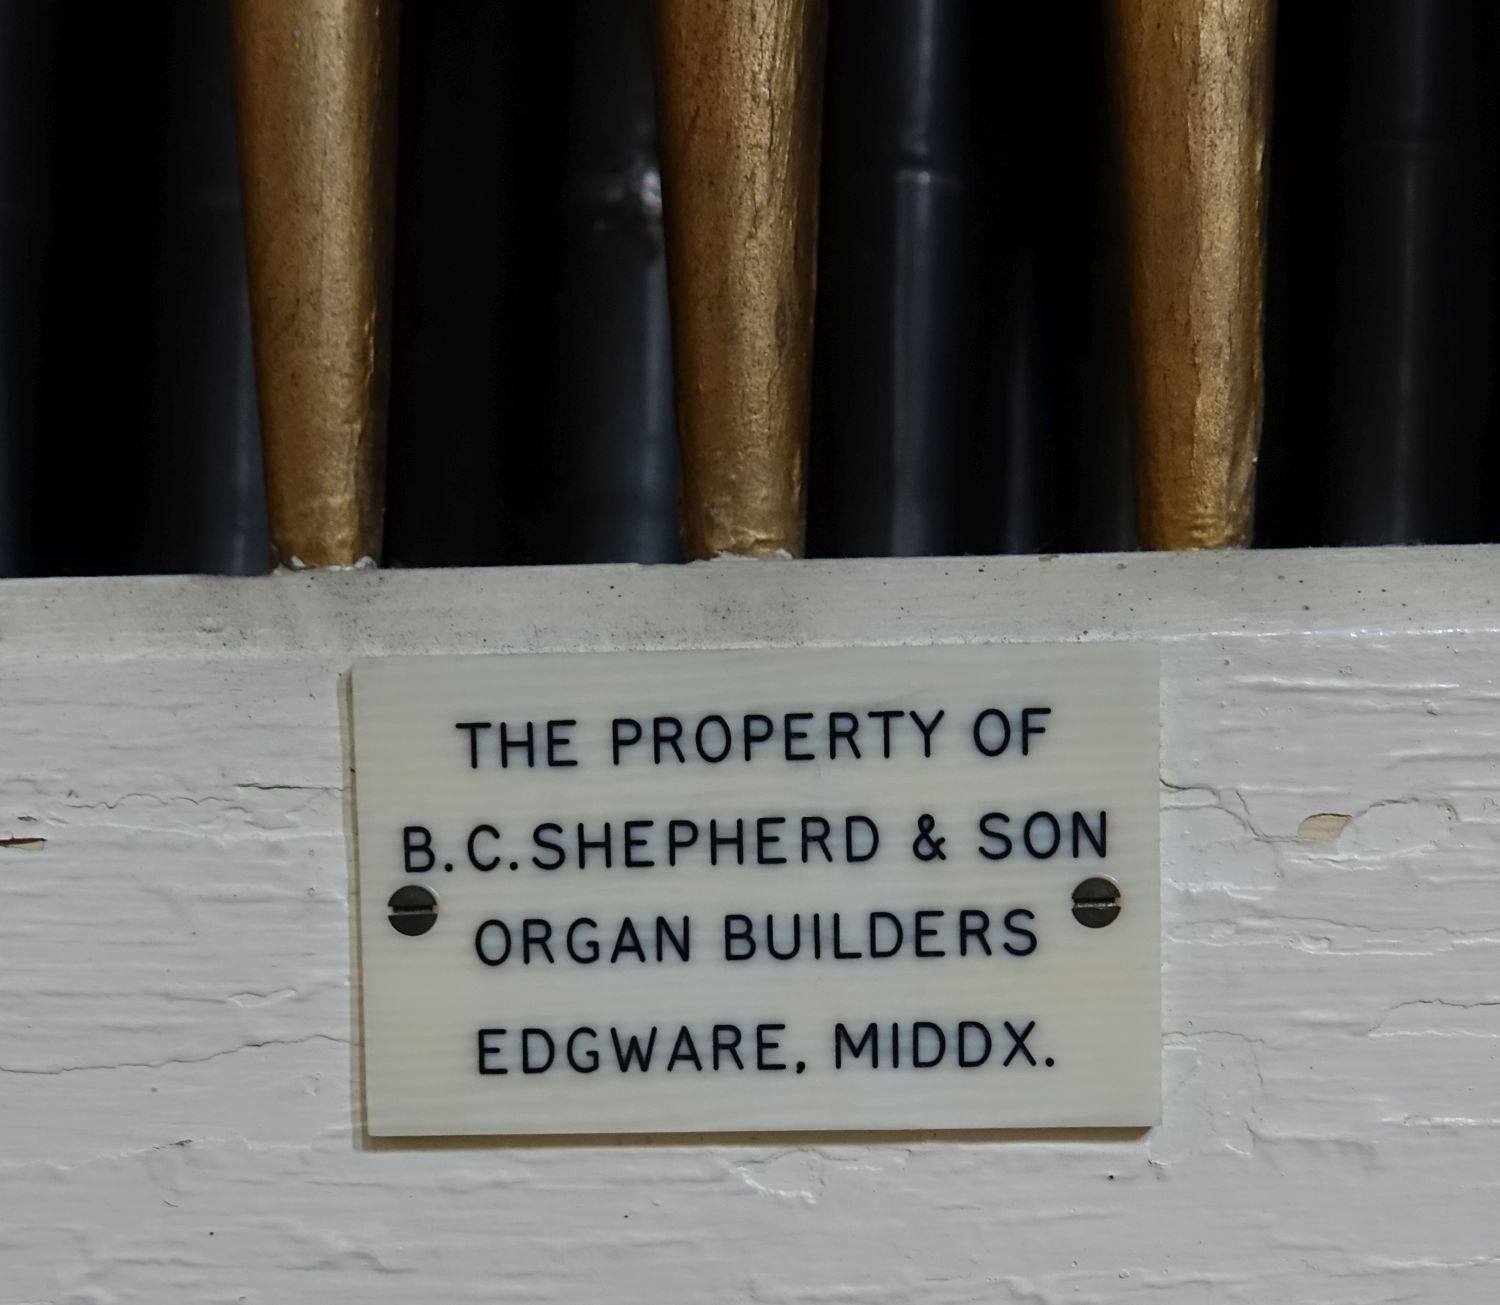 THE PROPERTY OF
B.C.SHEPHERD & SON
ORGAN BUILDERS
EDGWARE, MIDDX.